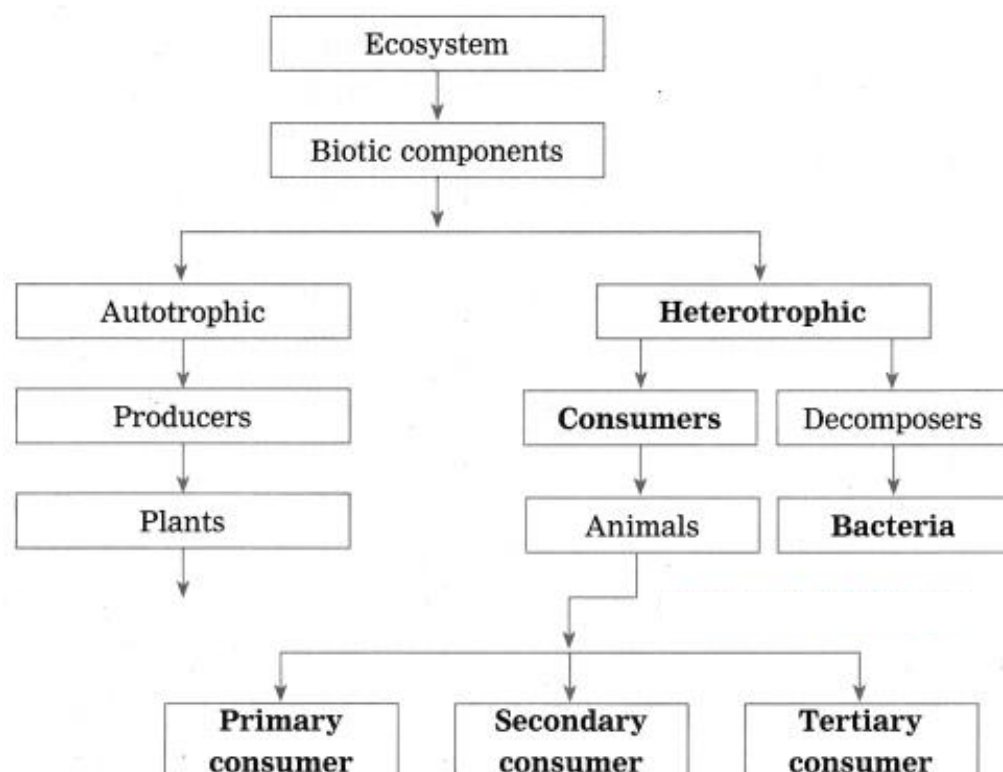 Ecosystem
Biotic components
Autotrophic
Heterotrophic
Producers
Consumers
Decomposers
Plants
Animals
Bacteria
Primary
consumer
Secondary
consumer
Tertiary
consumer